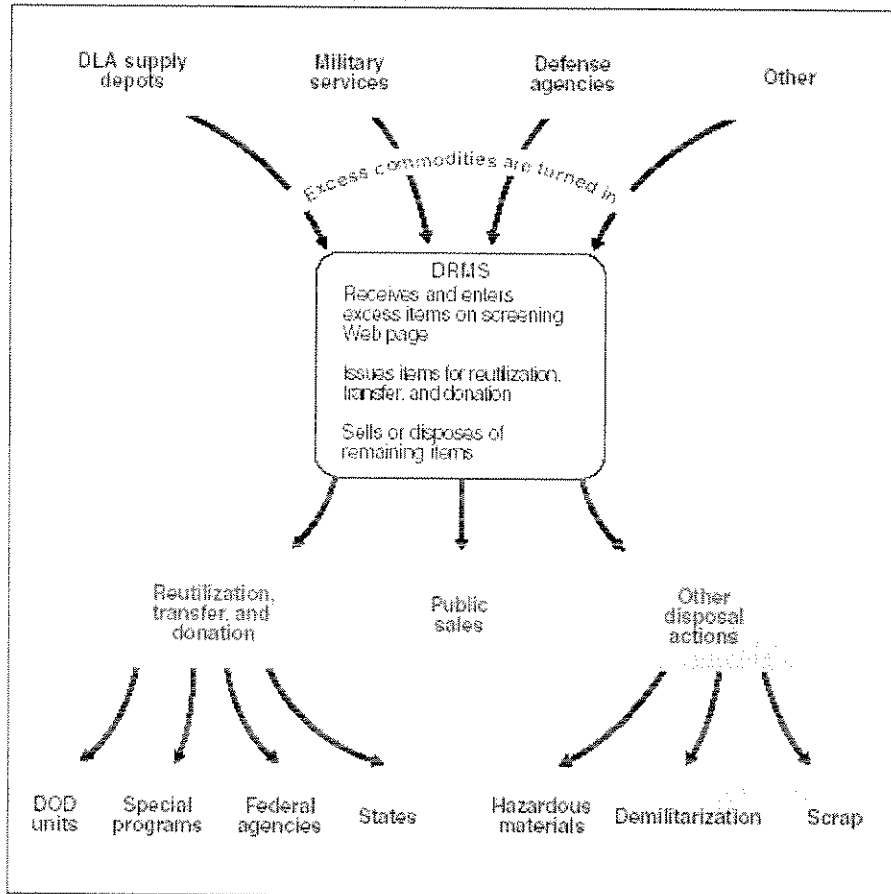 DLA supply
depots
Military
services
Defense
agencies
Other
Excess commodities are turned in
DRMS
Receives and enters
excess items on screening
Web page
Issues items for reutilization,
transfer, and donation
Sells or disposes of
remaining items
Reutilization,
transfer, and
donation
Public
sales
Other
disposal
actions
DOD
units
Special
programs
Federal
agencies
States
Hazardous
materials
Demilitarization
Scrap